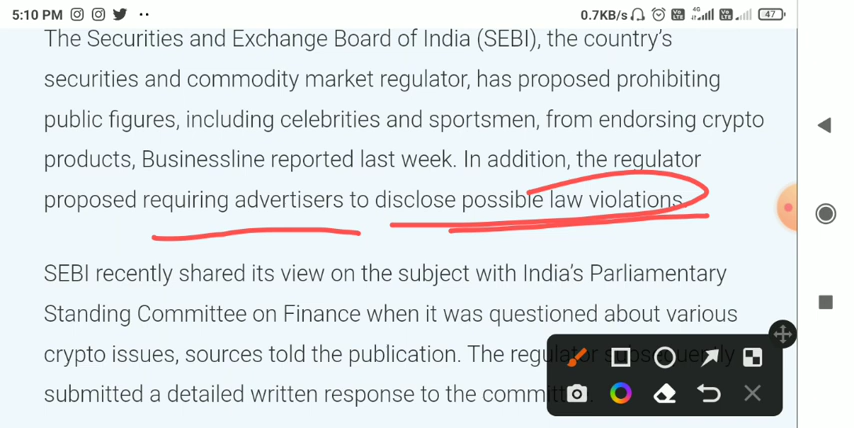 5:10 PM
0.7KB/s 4G 47
The Securities and Exchange Board of India (SEBI), the country's
securities and commodity market regulator, has proposed prohibiting
public figures, including celebrities and sportsmen, from endorsing crypto
products, Businessline reported last week. In addition, the regulator
proposed requiring advertisers to disclose possible law violations.
SEBI recently shared its view on the subject with India's Parliamentary
Standing Committee on Finance when it was questioned about various
crypto issues, sources told the publication. The regulator subsequently
submitted a detailed written response to the committee.